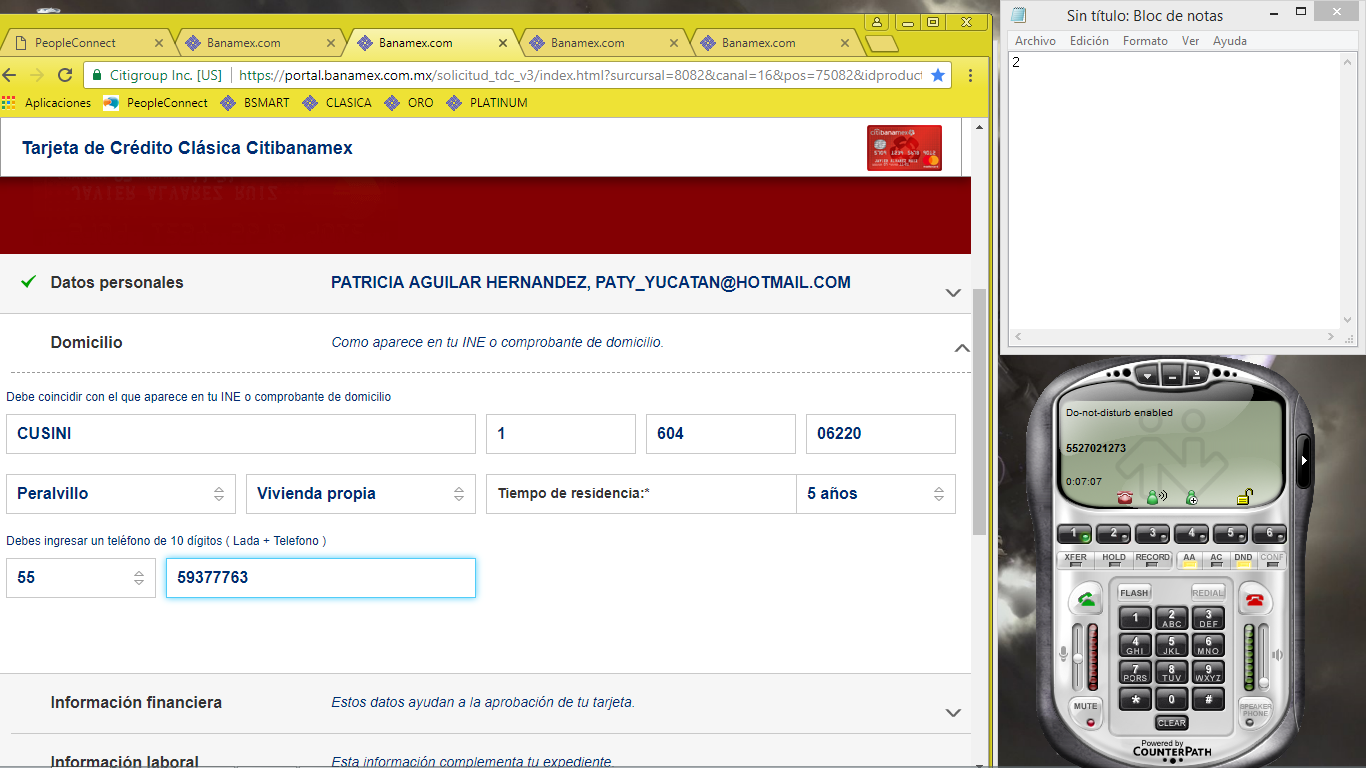 PeopleConnect
Banamex.com
Banamex.com
Banamex.com
Banamex.com
Citigroup Inc. [US]
https://portal.banamex.com.mx/solicitud_tdc_v3/index.html?surcursal=8082&canal=16&pos=75082&idproduct
Aplicaciones
PeopleConnect
BSMART
CLASICA
ORO
PLATINUM
Tarjeta de Crédito Clásica Citibanamex
citibanamex
JAVIER ALVAREZ RUIZ
Datos personales
PATRICIA AGUILAR HERNANDEZ, PATY_YUCATAN@HOTMAIL.COM
Domicilio
Como aparece en tu INE o comprobante de domicilio.
Debe coincidir con el que aparece en tu INE o comprobante de domicilio
CUSINI
1
604
06220
Peralvillo
Vivienda propia
Tiempo de residencia:*
5 años
Debes ingresar un teléfono de 10 dígitos ( Lada + Telefono )
55
59377763
Información financiera
Estos datos ayudan a la aprobación de tu tarjeta.
Información laboral
Esta información complementa tu expediente
Sin título: Bloc de notas
Archivo
Edición
Formato
Ver
Ayuda
2
Do-not-disturb enabled
5527021273
0:07:07
1
2
3
4
5
6
XFER
HOLD
RECORD
AA
AC
DND
CONF
FLASH
REDIAL
1
2 ABC
3 DEF
4 GHI
5 JKL
6 MNO
7 PQRS
8 TUV
9 WXYZ
*
0
#
MUTE
CLEAR
SPEAKER
PHONE
Powered by
COUNTERPATH